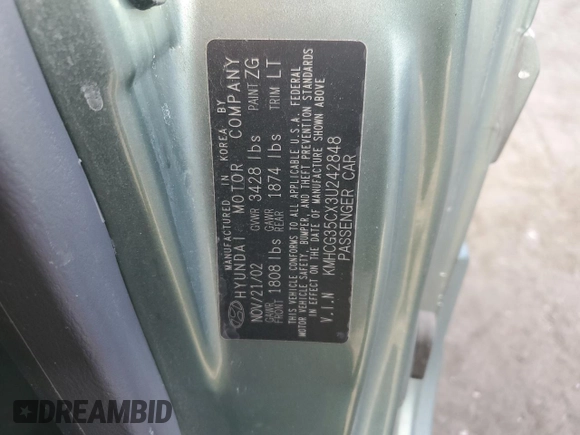 MANUFACTURED IN KOREA BY
HYUNDAI MOTOR COMPANY
NOV/21/02 GVWR 3428 lbs PAINT ZG
GAWR FRONT 1808 lbs GAWR REAR 1874 lbs TRIM LT
THIS VEHICLE CONFORMS TO ALL APPLICABLE U.S.A. FEDERAL
MOTOR VEHICLE SAFETY, BUMPER, AND THEFT PREVENTION STANDARDS
IN EFFECT ON THE DATE OF MANUFACTURE SHOWN ABOVE
V.I.N KMHCG35CX3U242848
PASSENGER CAR
DREAMBID